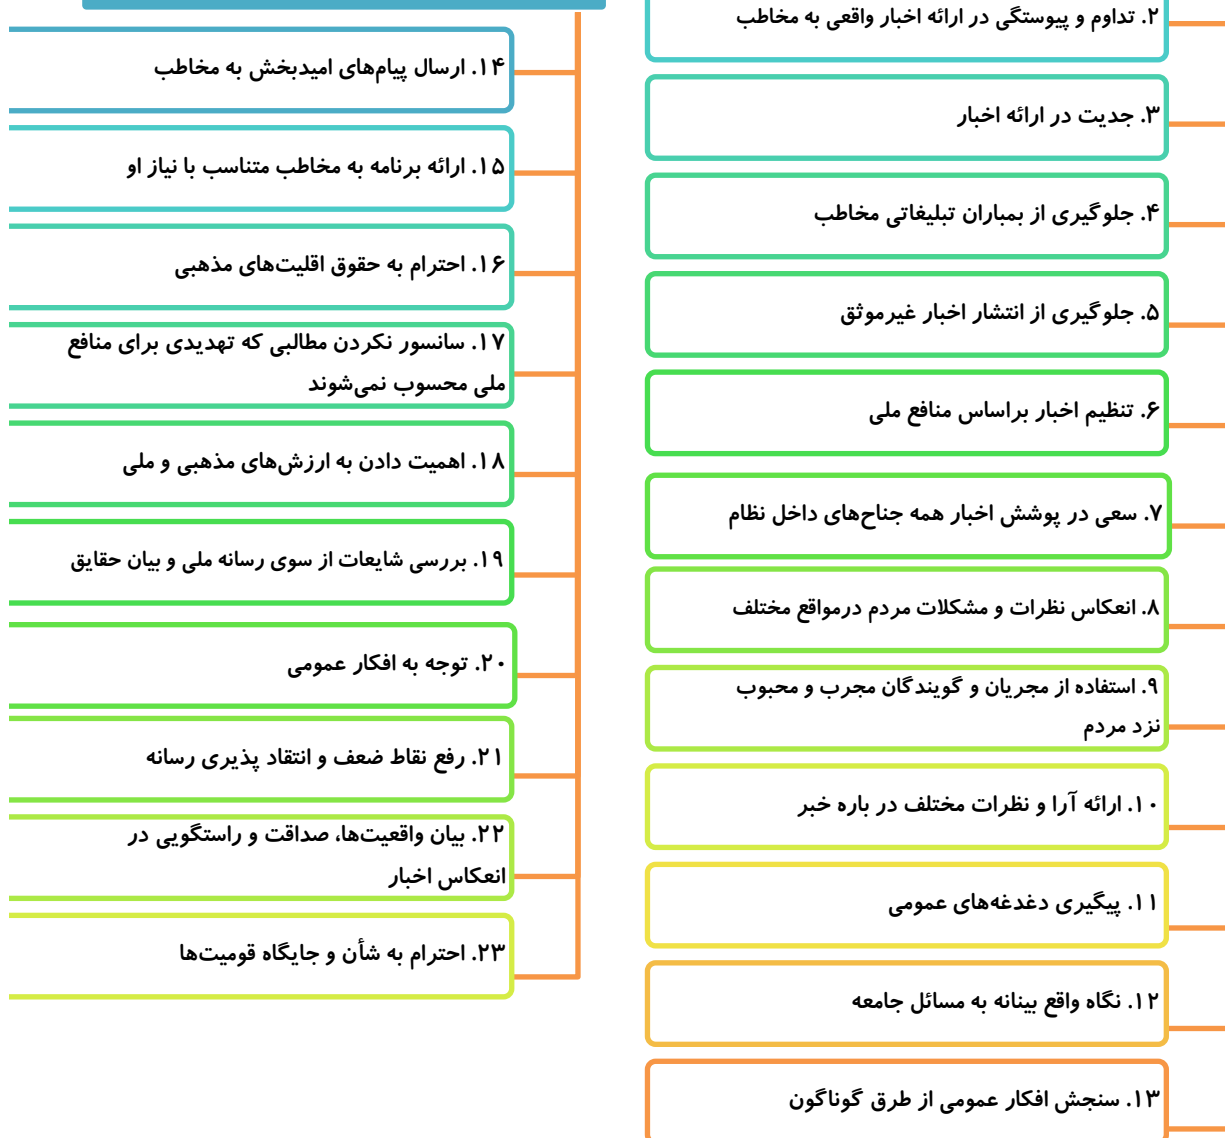 ۲. تداوم و پیوستگی در ارائه اخبار واقعی به مخاطب
۳. جدیت در ارائه اخبار
۴. جلوگیری از بمباران تبلیغاتی مخاطب
۵. جلوگیری از انتشار اخبار غیرموثق
۶. تنظیم اخبار براساس منافع ملی
۷. سعی در پوشش اخبار همه جناح‌های داخل نظام
۸. انعکاس نظرات و مشکلات مردم درمواقع مختلف
۹. استفاده از مجریان و گویندگان مجرب و محبوب
نزد مردم
۱۰. ارائه آرا و نظرات مختلف در باره خبر
۱۱. پیگیری دغدغه‌های عمومی
۱۲. نگاه واقع بینانه به مسائل جامعه
۱۳. سنجش افکار عمومی از طرق گوناگون
۱۴. ارسال پیام‌های امیدبخش به مخاطب
۱۵. ارائه برنامه به مخاطب متناسب با نیاز او
۱۶. احترام به حقوق اقلیت‌های مذهبی
۱۷. سانسور نکردن مطالبی که تهدیدی برای منافع
ملی محسوب نمی‌شوند
۱۸. اهمیت دادن به ارزش‌های مذهبی و ملی
۱۹. بررسی شایعات از سوی رسانه ملی و بیان حقایق
۲۰. توجه به افکار عمومی
۲۱. رفع نقاط ضعف و انتقاد پذیری رسانه
۲۲. بیان واقعیت‌ها، صداقت و راستگویی در
انعکاس اخبار
۲۳. احترام به شأن و جایگاه قومیت‌ها